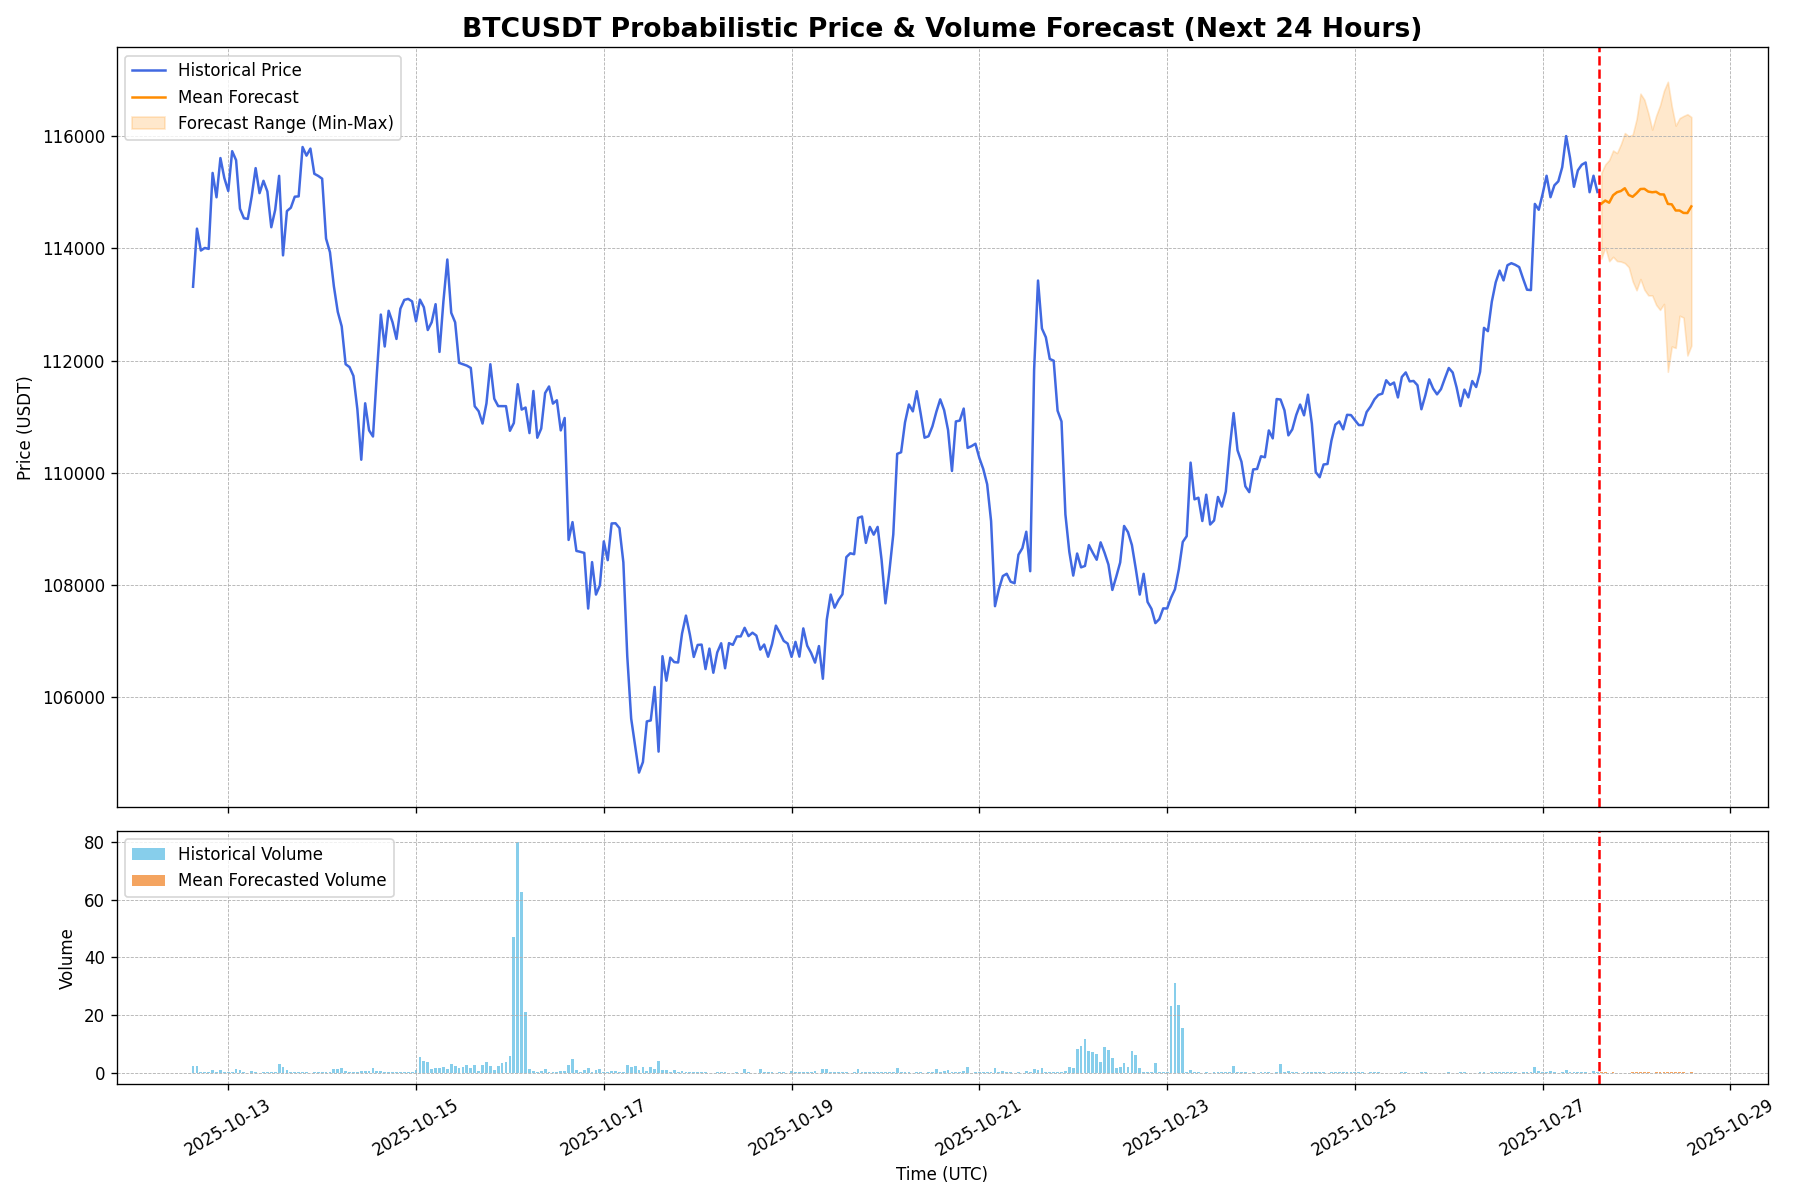 BTCUSDT Probabilistic Price & Volume Forecast (Next 24 Hours)
Historical Price
Mean Forecast
Forecast Range (Min-Max)
116000
114000
112000
110000
108000
106000
Price (USDT)
Historical Volume
Mean Forecasted Volume
80
60
40
20
0
Volume
2025-10-13
2025-10-15
2025-10-17
2025-10-19
2025-10-21
2025-10-23
2025-10-25
2025-10-27
2025-10-29
Time (UTC)